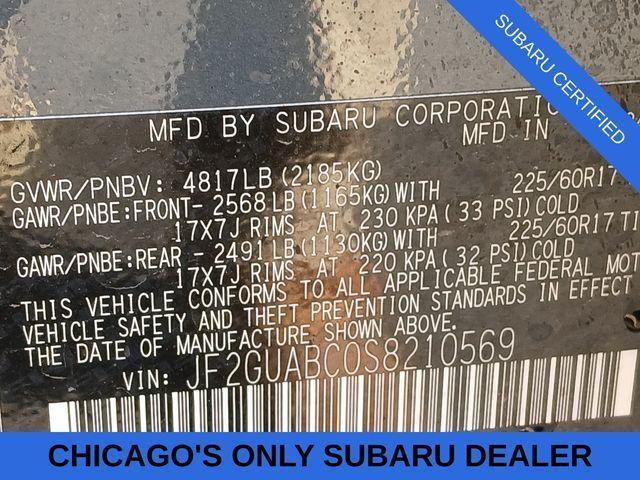 SUBARU CERTIFIED
MFD BY SUBARU CORPORATIO
MFD IN
GVWR/PNBV: 4817LB (2185KG)
GAWR/PNBE:FRONT- 2568 LB (1165KG) WITH 225/60R17
17X7J RIMS AT 230 KPA (33 PSI) COLD
GAWR/PNBE:REAR - 2491 LB (1130KG) WITH 225/60R17 TI
17X7J RIMS AT 220 KPA (32 PSI) COLD
THIS VEHICLE CONFORMS TO ALL APPLICABLE FEDERAL MOT
VEHICLE SAFETY AND THEFT PREVENTION STANDARDS IN EFFECT
THE DATE OF MANUFACTURE SHOWN ABOVE.
VIN: JF2GUABC0S8210569
CHICAGO'S ONLY SUBARU DEALER